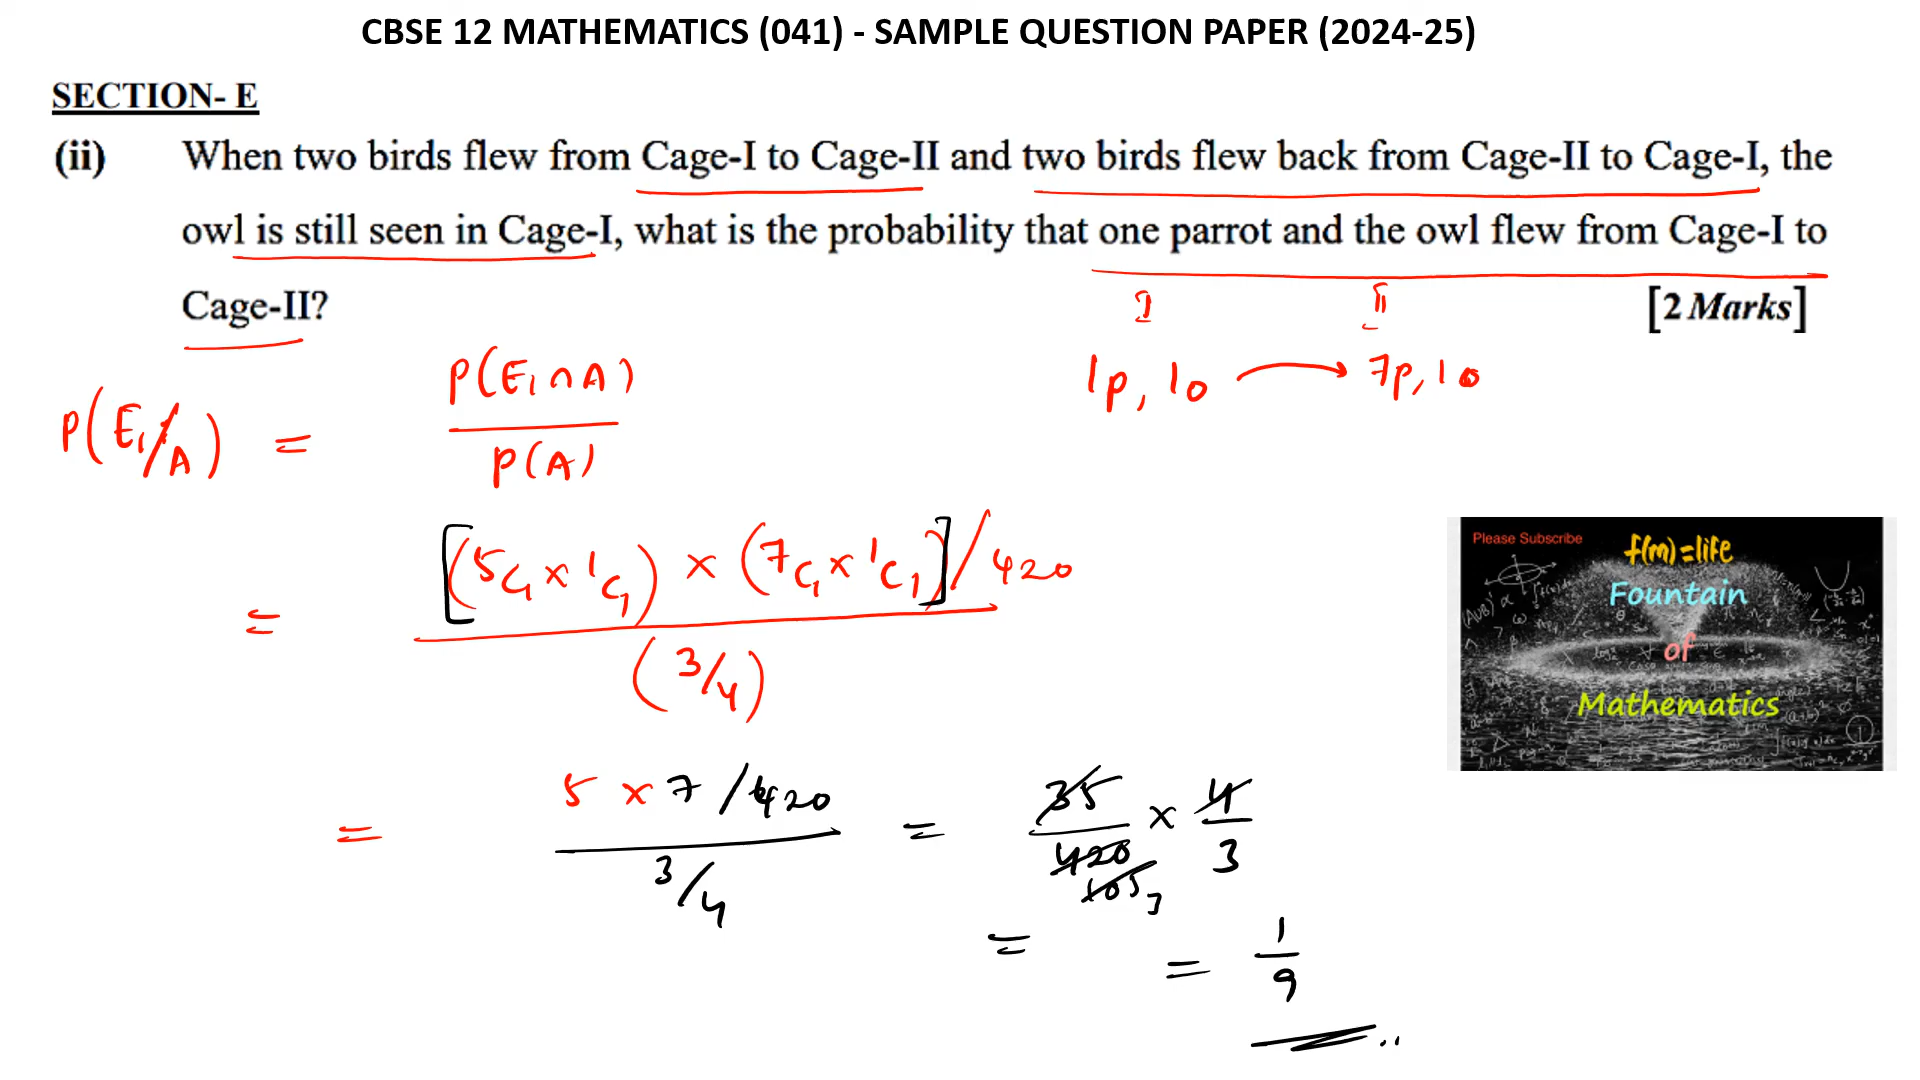 CBSE 12 MATHEMATICS (041) - SAMPLE QUESTION PAPER (2024-25)
SECTION- E
(ii) When two birds flew from Cage-I to Cage-II and two birds flew back from Cage-II to Cage-I, the
owl is still seen in Cage-I, what is the probability that one parrot and the owl flew from Cage-I to
Cage-II? [2 Marks]
I II
1p, 1o → 7p, 1o
P(E₁/A) = P(E₁∩A) / P(A)
= [(5C₁ × 1C₁) × (7C₁ × 1C₁)] / 420
(3/4)
= 5 × 7 / 420 = 35 × 4
3/4 420 3
105 3
= = 1
9
Please Subscribe
f(m)=life
Fountain
of
Mathematics